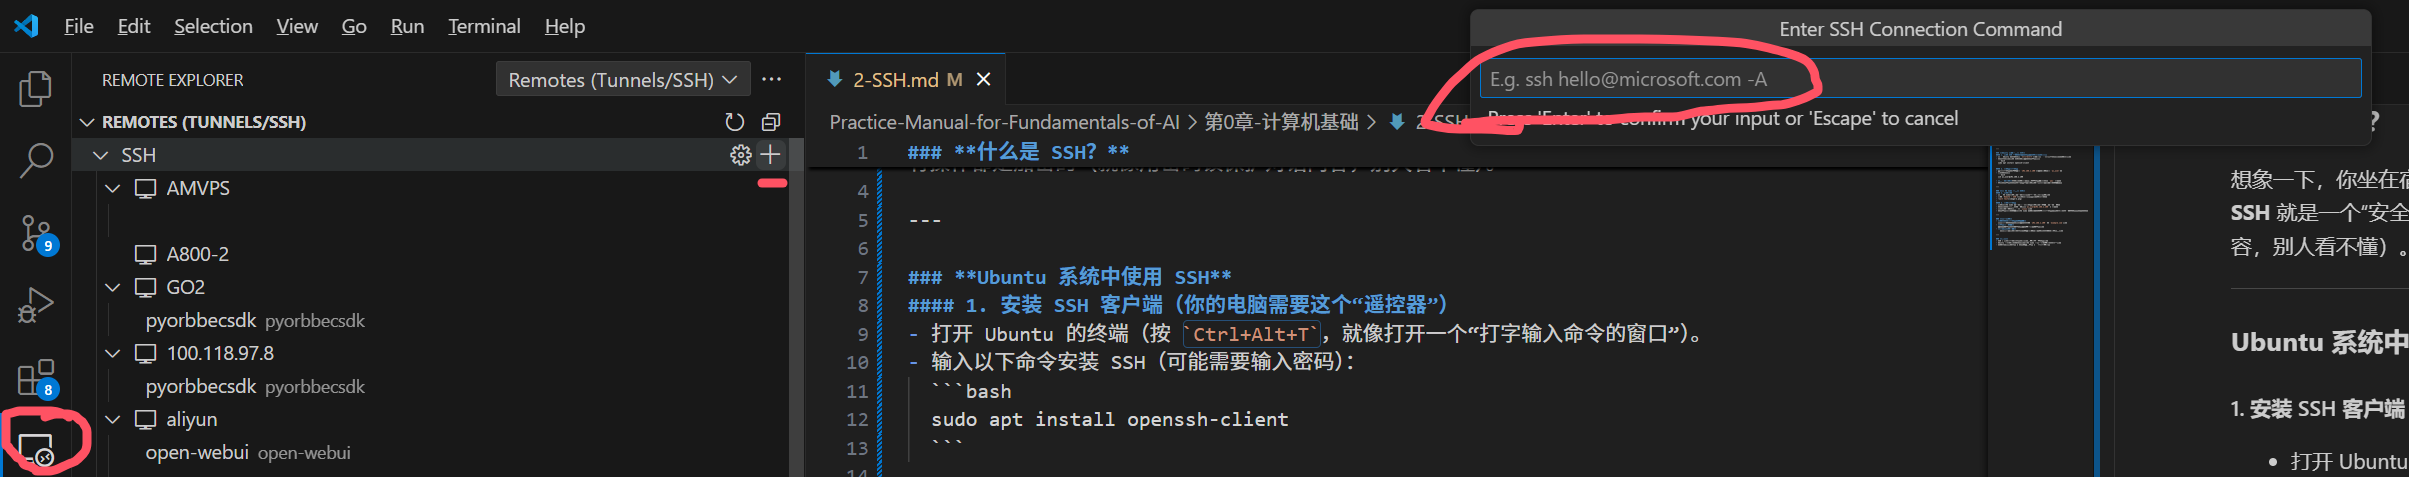 File Edit Selection View Go Run Terminal Help
Enter SSH Connection Command
E.g. ssh hello@microsoft.com -A
Press 'Enter' to confirm your input or 'Escape' to cancel
REMOTE EXPLORER
Remotes (Tunnels/SSH)
REMOTES (TUNNELS/SSH)
SSH
AMVPS
A800-2
GO2
pyorbbecsdk pyorbbecsdk
100.118.97.8
pyorbbecsdk pyorbbecsdk
aliyun
open-webui open-webui
9
8
2-SSH.md M
Practice-Manual-for-Fundamentals-of-AI > 第0章-计算机基础 > 2-SSH
1 ### **什么是 SSH？**
4
5 ---
6
7 ### **Ubuntu 系统中使用 SSH**
8 #### 1. 安装 SSH 客户端（你的电脑需要这个“遥控器”）
9 - 打开 Ubuntu 的终端（按 `Ctrl+Alt+T`，就像打开一个“打字输入命令的窗口”）。
10 - 输入以下命令安装 SSH（可能需要输入密码）：
11 ```bash
12 sudo apt install openssh-client
13 ```
14
?
想象一下，你坐在宿
SSH 就是一个“安全
容，别人看不懂）。
Ubuntu 系统中
1. 安装 SSH 客户端
• 打开 Ubuntu